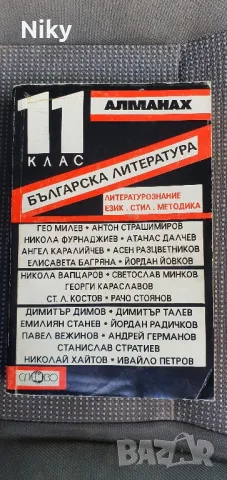 11
КЛАС
АЛМАНАХ
БЪЛГАРСКА ЛИТЕРАТУРА
ЛИТЕРАТУРОЗНАНИЕ
ЕЗИК . СТИЛ . МЕТОДИКА
ГЕО МИЛЕВ • АНТОН СТРАШИМИРОВ
НИКОЛА ФУРНАДЖИЕВ • АТАНАС ДАЛЧЕВ
АНГЕЛ КАРАЛИЙЧЕВ • АСЕН РАЗЦВЕТНИКОВ
ЕЛИСАВЕТА БАГРЯНА • ЙОРДАН ЙОВКОВ
НИКОЛА ВАПЦАРОВ • СВЕТОСЛАВ МИНКОВ
ГЕОРГИ КАРАСЛАВОВ
СТ. Л. КОСТОВ • РАЧО СТОЯНОВ
ДИМИТЪР ДИМОВ • ДИМИТЪР ТАЛЕВ
ЕМИЛИЯН СТАНЕВ • ЙОРДАН РАДИЧКОВ
ПАВЕЛ ВЕЖИНОВ • АНДРЕЙ ГЕРМАНОВ
СТАНИСЛАВ СТРАТИЕВ
НИКОЛАЙ ХАЙТОВ • ИВАЙЛО ПЕТРОВ
СЛОВО
BAZAR